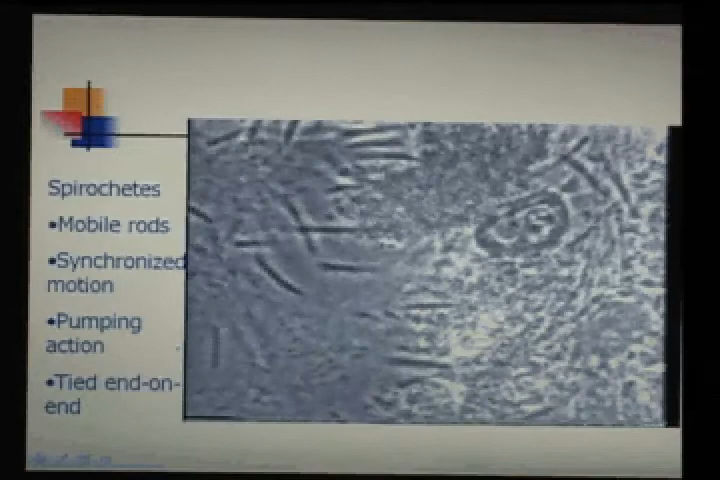 Spirochetes
•Mobile rods
•Synchronized
motion
•Pumping
action
•Tied end-on-
end